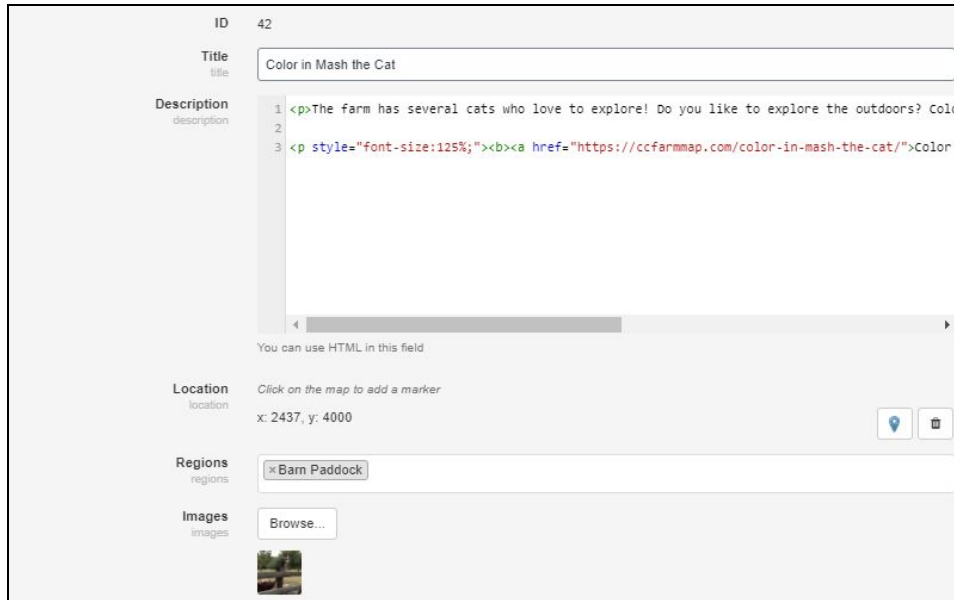 ID 42
Title
title
Color in Mash the Cat
Description
description
1 <p>The farm has several cats who love to explore! Do you like to explore the outdoors?
2
3 <p style="font-size:125%;"><b><a href="https://ccfarmmap.com/color-in-mash-the-cat/">Color
You can use HTML in this field
Location
location
Click on the map to add a marker
x: 2437, y: 4000
Regions
regions
×Barn Paddock
Images
images
Browse...